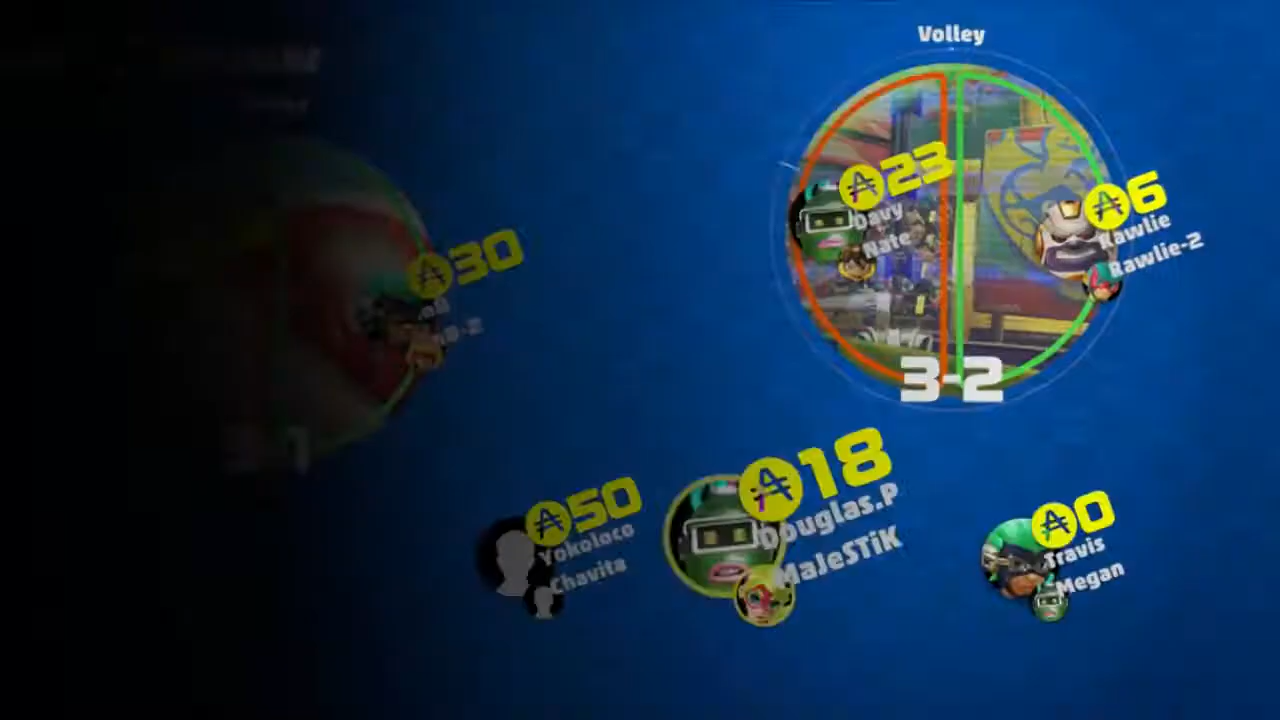 Volley
23
Davy
Nate
6
Rawlie
Rawlie-2
30
3-2
50
Yokoloco
Chavita
18
Douglas.P
MaJeSTiK
0
Travis
Megan